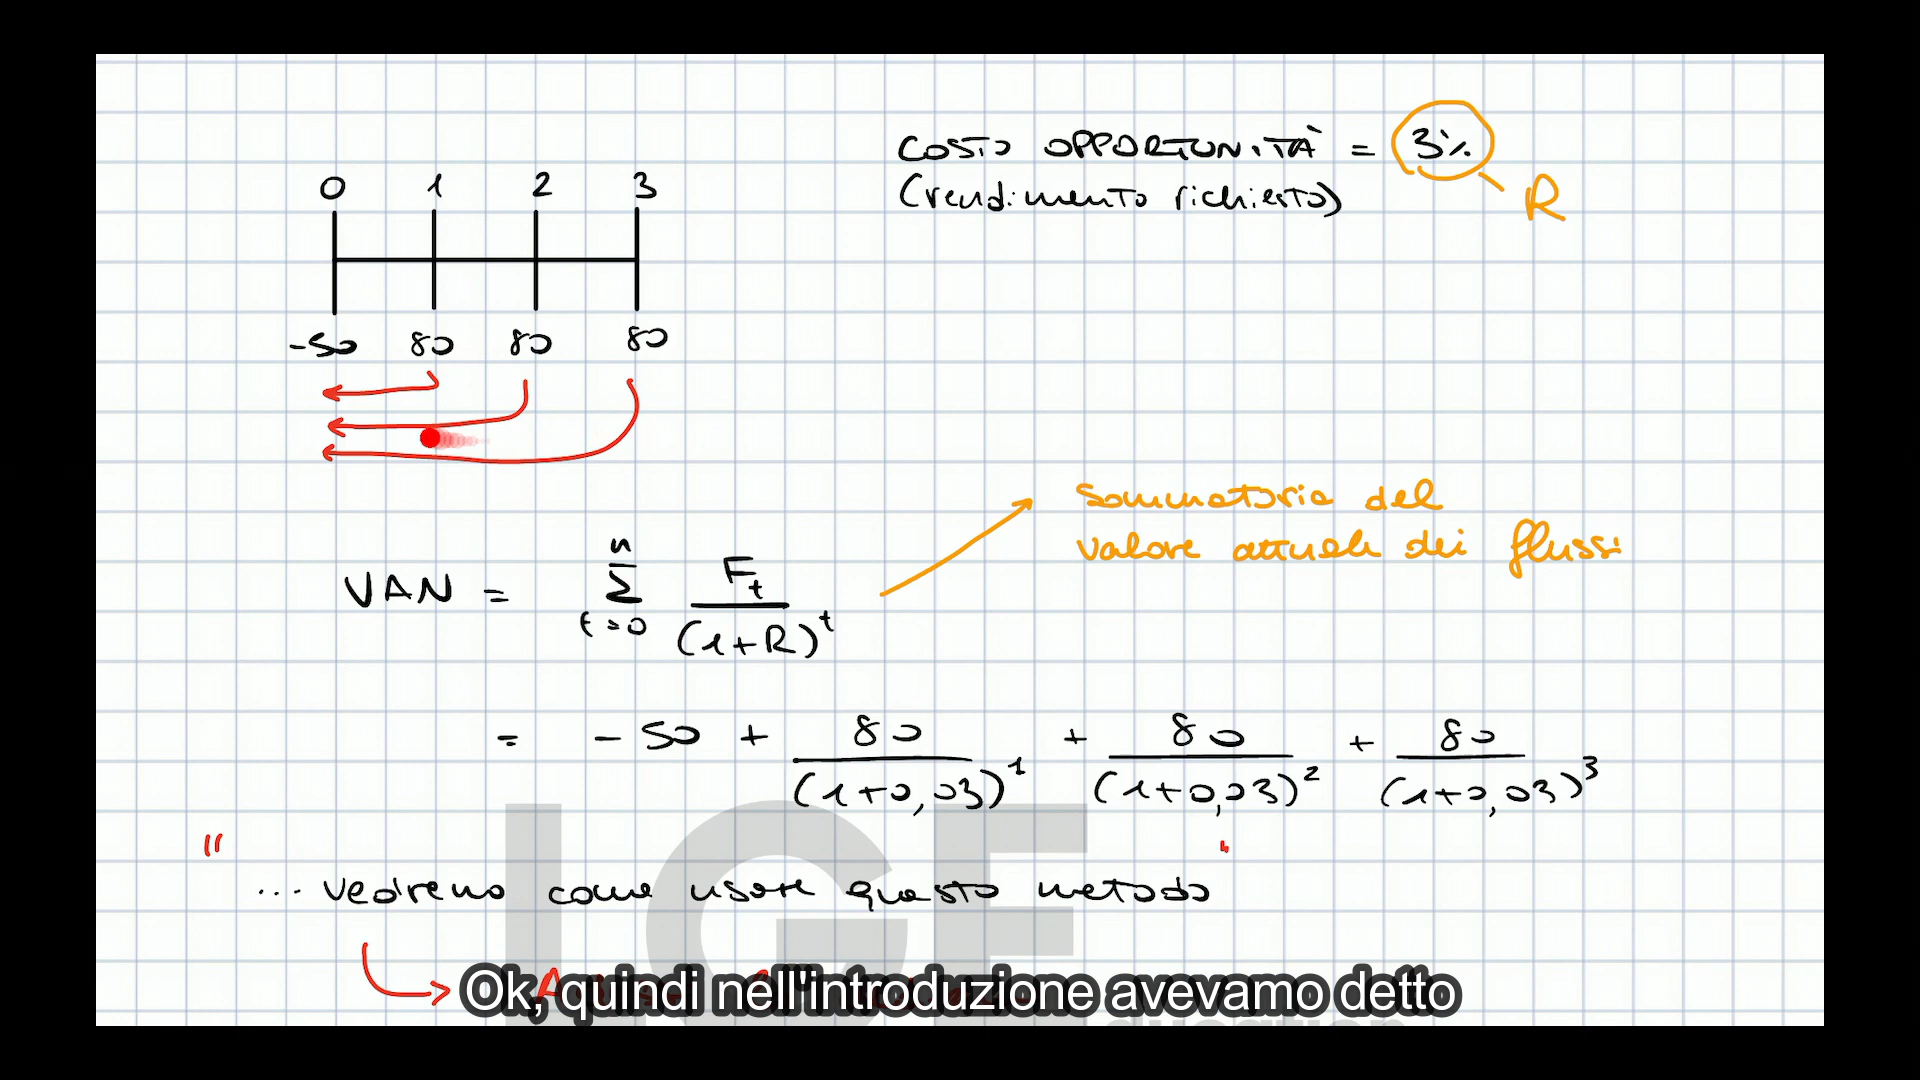 COSTO OPPORTUNITÀ = 3%
(rendimento richiesto)
R
0 1 2 3
-50 80 80 80
Sommatoria del
valore attuale dei flussi
VAN = n Σ t=0 Ft / (1+R)^t
= - 50 + 80 / (1+0,03)^1 + 80 / (1+0,03)^2 + 80 / (1+0,03)^3
" ... vedremo come usare questo metodo "
Ok, quindi nell'introduzione avevamo detto
LGE